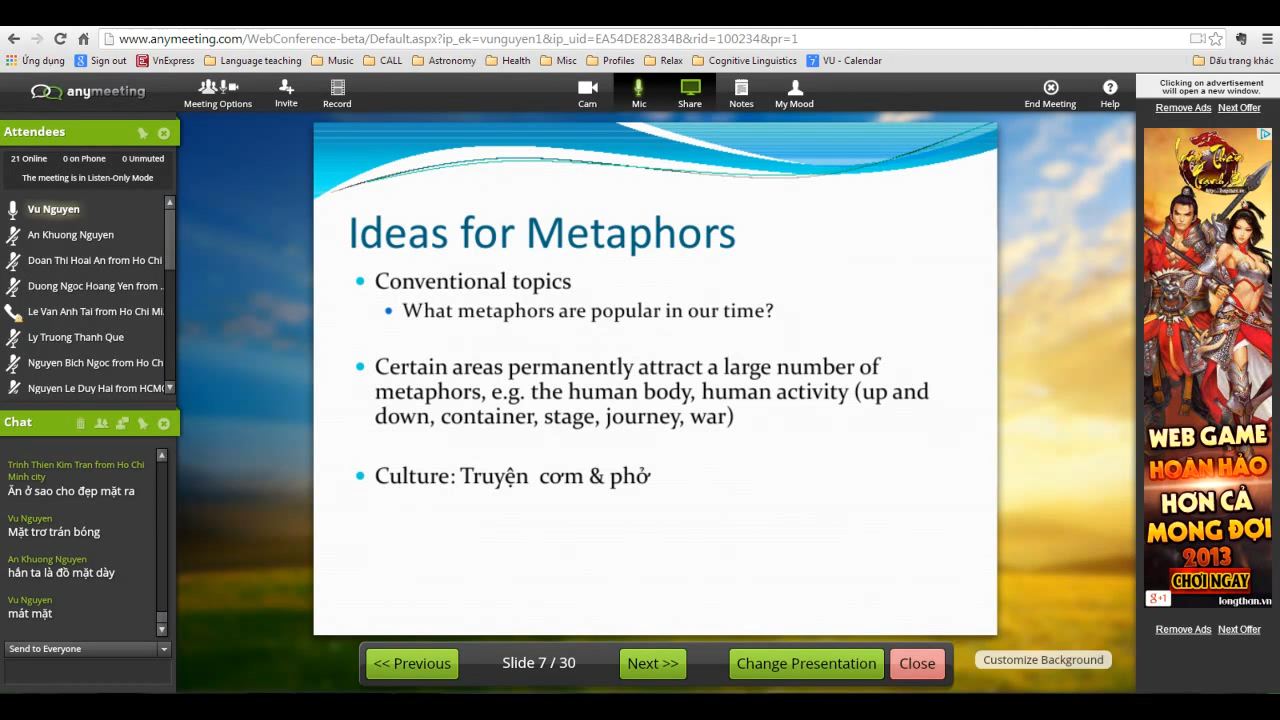 www.anymeeting.com/WebConference-beta/Default.aspx?ip_ek=vunguyen1&ip_uid=EA54DE82834B&rid=100234&pr=1
Ứng dụng
Sign out
VnExpress
Language teaching
Music
CALL
Astronomy
Health
Misc
Profiles
Relax
Cognitive Linguistics
VU - Calendar
Dấu trang khác
anymeeting
Meeting Options
Invite
Record
Cam
Mic
Share
Notes
My Mood
End Meeting
Help
Clicking on advertisement
will open a new window.
Remove Ads Next Offer
Attendees
21 Online 0 on Phone 0 Unmuted
The meeting is in Listen-Only Mode
Vu Nguyen
An Khuong Nguyen
Doan Thi Hoai An from Ho Chi
Duong Ngoc Hoang Yen from ..
Le Van Anh Tai from Ho Chi Mi.
Ly Truong Thanh Que
Nguyen Bich Ngoc from Ho Ch
Nguyen Le Duy Hai from HCMC
Chat
Trinh Thien Kim Tran from Ho Chi
Minh city
Ăn ở sao cho đẹp mặt ra
Vu Nguyen
Mặt trơ trán bóng
An Khuong Nguyen
hắn ta là đồ mặt dày
Vu Nguyen
mát mặt
Send to Everyone
Ideas for Metaphors
Conventional topics
What metaphors are popular in our time?
Certain areas permanently attract a large number of
metaphors, e.g. the human body, human activity (up and
down, container, stage, journey, war)
Culture: Truyện cơm & phở
<< Previous
Slide 7 / 30
Next >>
Change Presentation
Close
Customize Background
WEB GAME
HOÀN HẢO
HƠN CẢ
MONG ĐỢI
2013
CHƠI NGAY
g+1
longthan.vn
Remove Ads Next Offer